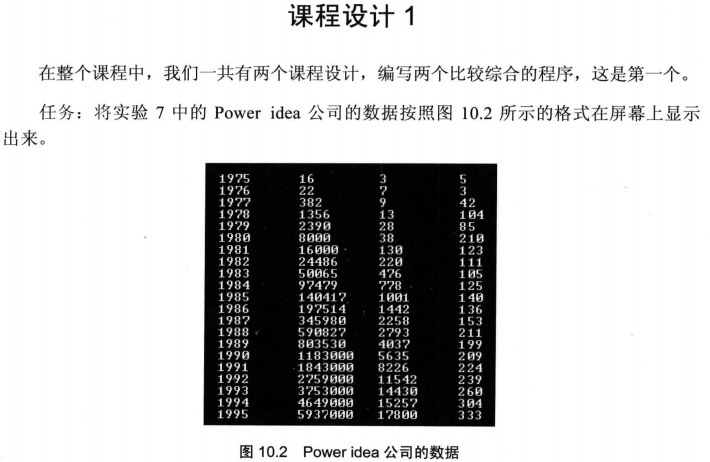 课程设计 1
在整个课程中，我们一共有两个课程设计，编写两个比较综合的程序，这是第一个。
任务：将实验 7 中的 Power idea 公司的数据按照图 10.2 所示的格式在屏幕上显示
出来。
1975 16 3 5
1976 22 7 3
1977 382 9 42
1978 1356 13 104
1979 2390 28 85
1980 8000 38 210
1981 16000 130 123
1982 24486 220 111
1983 50065 476 105
1984 97479 778 125
1985 140417 1001 140
1986 197514 1442 136
1987 345980 2258 153
1988 590827 2793 211
1989 803530 4037 199
1990 1183000 5635 209
1991 1843000 8226 224
1992 2759000 11542 239
1993 3753000 14430 260
1994 4649000 15257 304
1995 5937000 17800 333
图 10.2 Power idea 公司的数据